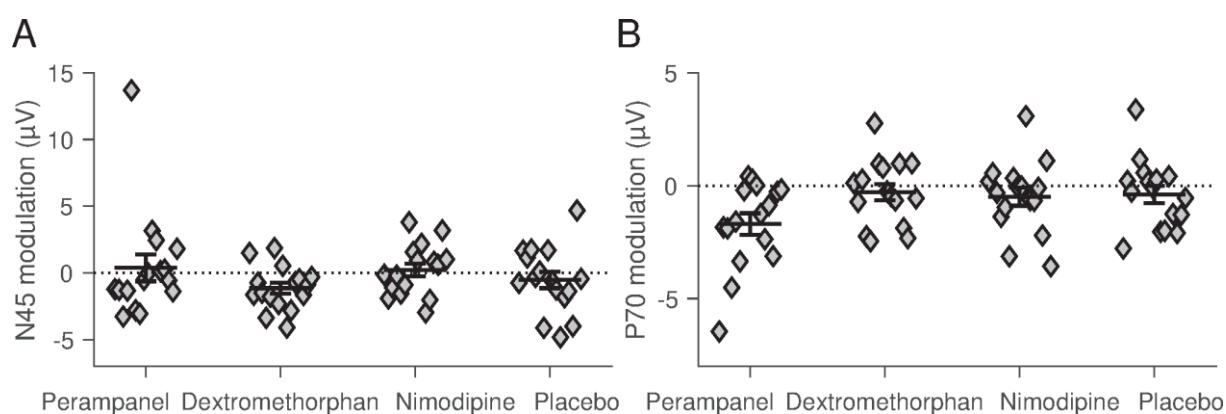 A
N45 modulation (µV)
15
10
5
0
-5
Perampanel Dextromethorphan Nimodipine Placebo
B
P70 modulation (µV)
5
0
-5
Perampanel Dextromethorphan Nimodipine Placebo